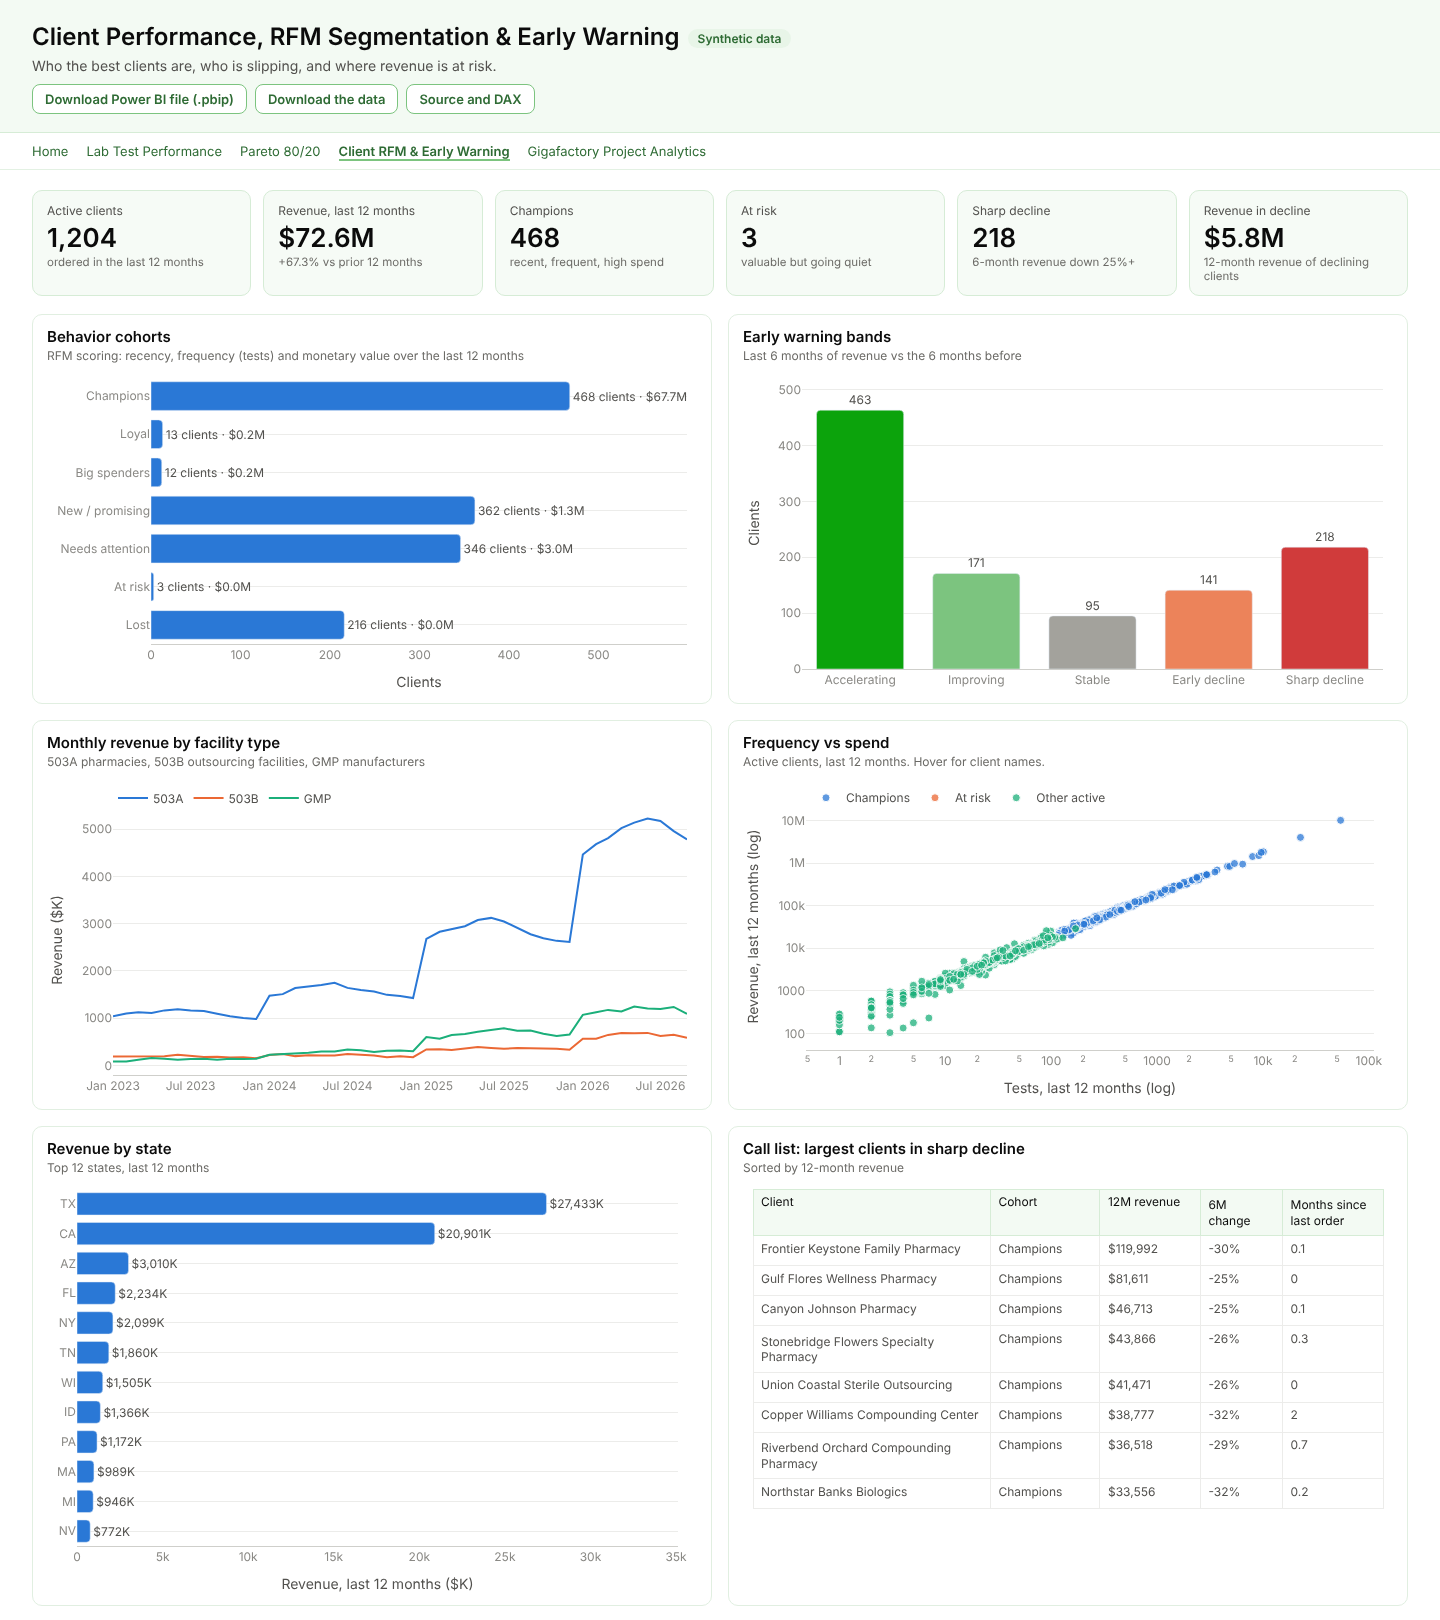 Client Performance, RFM Segmentation & Early Warning
Synthetic data
Who the best clients are, who is slipping, and where revenue is at risk.
Download Power BI file (.pbip)
Download the data
Source and DAX
Home
Lab Test Performance
Pareto 80/20
Client RFM & Early Warning
Gigafactory Project Analytics
Active clients
1,204
ordered in the last 12 months
Revenue, last 12 months
$72.6M
+67.3% vs prior 12 months
Champions
468
recent, frequent, high spend
At risk
3
valuable but going quiet
Sharp decline
218
6-month revenue down 25%+
Revenue in decline
$5.8M
12-month revenue of declining
clients
Behavior cohorts
RFM scoring: recency, frequency (tests) and monetary value over the last 12 months
Champions
468 clients · $67.7M
Loyal
13 clients · $0.2M
Big spenders
12 clients · $0.2M
New / promising
362 clients · $1.3M
Needs attention
346 clients · $3.0M
At risk
3 clients · $0.0M
Lost
216 clients · $0.0M
0 100 200 300 400 500
Clients
Early warning bands
Last 6 months of revenue vs the 6 months before
Clients
500
400
300
200
100
0
463
171
95
141
218
Accelerating
Improving
Stable
Early decline
Sharp decline
Monthly revenue by facility type
503A pharmacies, 503B outsourcing facilities, GMP manufacturers
503A 503B GMP
Revenue ($K)
5000
4000
3000
2000
1000
0
Jan 2023 Jul 2023 Jan 2024 Jul 2024 Jan 2025 Jul 2025 Jan 2026 Jul 2026
Frequency vs spend
Active clients, last 12 months. Hover for client names.
Champions At risk Other active
Revenue, last 12 months (log)
10M
1M
100k
10k
1000
100
5 1 2 5 10 2 5 100 2 5 1000 2 5 10k 2 5 100k
Tests, last 12 months (log)
Revenue by state
Top 12 states, last 12 months
TX $27,433K
CA $20,901K
AZ $3,010K
FL $2,234K
NY $2,099K
TN $1,860K
WI $1,505K
ID $1,366K
PA $1,172K
MA $989K
MI $946K
NV $772K
0 5k 10k 15k 20k 25k 30k 35k
Revenue, last 12 months ($K)
Call list: largest clients in sharp decline
Sorted by 12-month revenue
Client Cohort 12M revenue 6M change Months since last order
Frontier Keystone Family Pharmacy Champions $119,992 -30% 0.1
Gulf Flores Wellness Pharmacy Champions $81,611 -25% 0
Canyon Johnson Pharmacy Champions $46,713 -25% 0.1
Stonebridge Flowers Specialty Pharmacy Champions $43,866 -26% 0.3
Union Coastal Sterile Outsourcing Champions $41,471 -26% 0
Copper Williams Compounding Center Champions $38,777 -32% 2
Riverbend Orchard Compounding Pharmacy Champions $36,518 -29% 0.7
Northstar Banks Biologics Champions $33,556 -32% 0.2